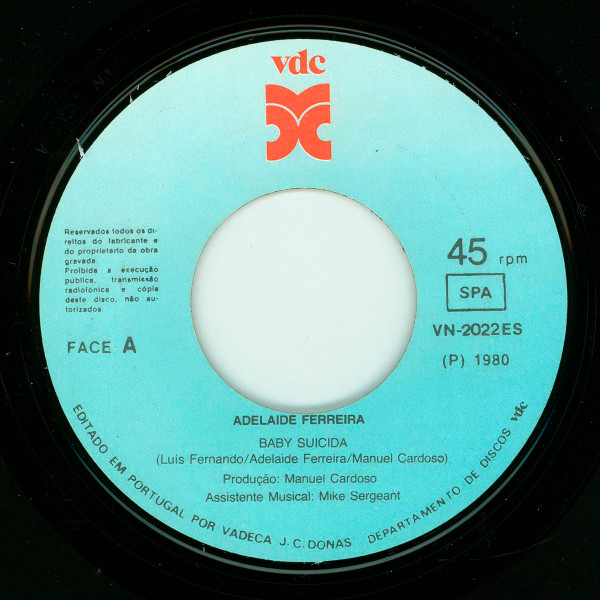 vdc
Reservados todos os di-
reitos do fabricante e
do proprietario da obra
gravada
Proibida a execução
pública, transmissão
radiofónica e cópia
deste disco, não au-
torizados
45 rpm
SPA
VN-2022ES
(P) 1980
FACE A
ADELAIDE FERREIRA
BABY SUICIDA
(Luis Fernando/Adelaide Ferreira/Manuel Cardoso)
Produção: Manuel Cardoso
Assistente Musical: Mike Sergeant
EDITADO EM PORTUGAL POR VADECA J.C. DONAS DEPARTAMENTO DE DISCOS vdc